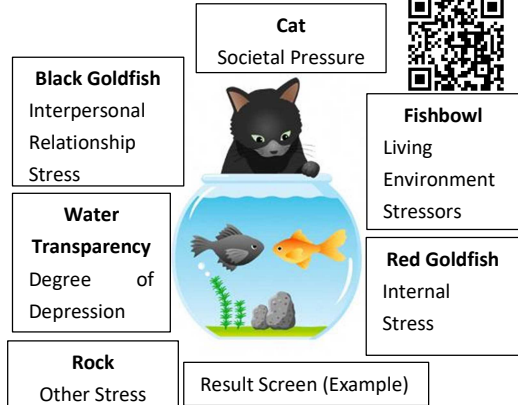 Cat
Societal Pressure
Black Goldfish
Interpersonal
Relationship
Stress
Fishbowl
Living
Environment
Stressors
Water
Transparency
Degree of
Depression
Red Goldfish
Internal
Stress
Rock
Other Stress
Result Screen (Example)